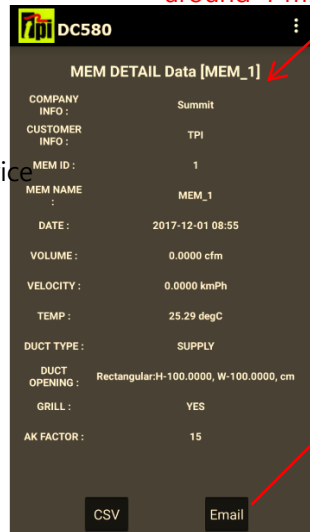 tpi DC580
MEM DETAIL Data [MEM_1]
COMPANY INFO : Summit
CUSTOMER INFO : TPI
ice
MEM ID : 1
MEM NAME : MEM_1
DATE : 2017-12-01 08:55
VOLUME : 0.0000 cfm
VELOCITY : 0.0000 kmPh
TEMP : 25.29 degC
DUCT TYPE : SUPPLY
DUCT OPENING : Rectangular:H-100.0000, W-100.0000, cm
GRILL : YES
AK FACTOR : 15
CSV Email